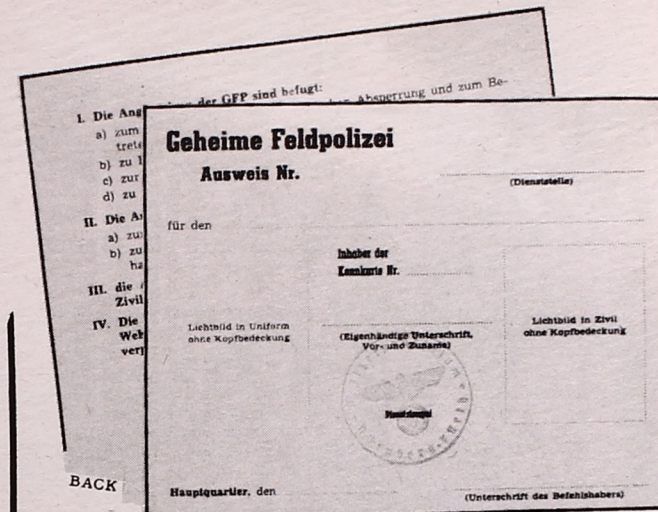 I. Die Ang der GFP sind befugt:
Absperrung und zum Be-
a) zum
trete
b) zu
c) zur
d) zu
II. Die A
a) zu
b) zu
ha
III. die
Zivil
IV. Die
Weh
ver
BACK
Geheime Feldpolizei
Ausweis Nr.
(Dienststelle)
für den
Inhaber der
Kennkarte Nr.
Lichtbild in Uniform
ohne Kopfbedeckung
(Eigenhändige Unterschrift,
Vor- und Zuname)
Lichtbild in Zivil
ohne Kopfbedeckung
Dienstsiegel
Hauptquartier, den
(Unterschrift des Befehlshabers)